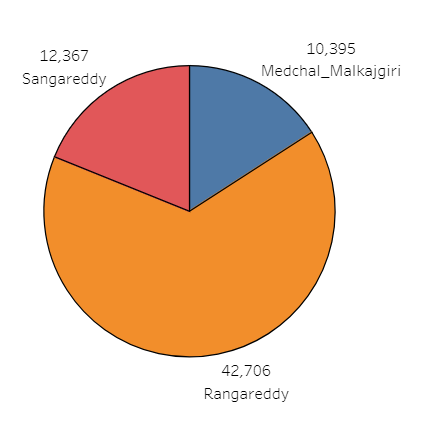 12,367
Sangareddy
10,395
Medchal_Malkajgiri
42,706
Rangareddy